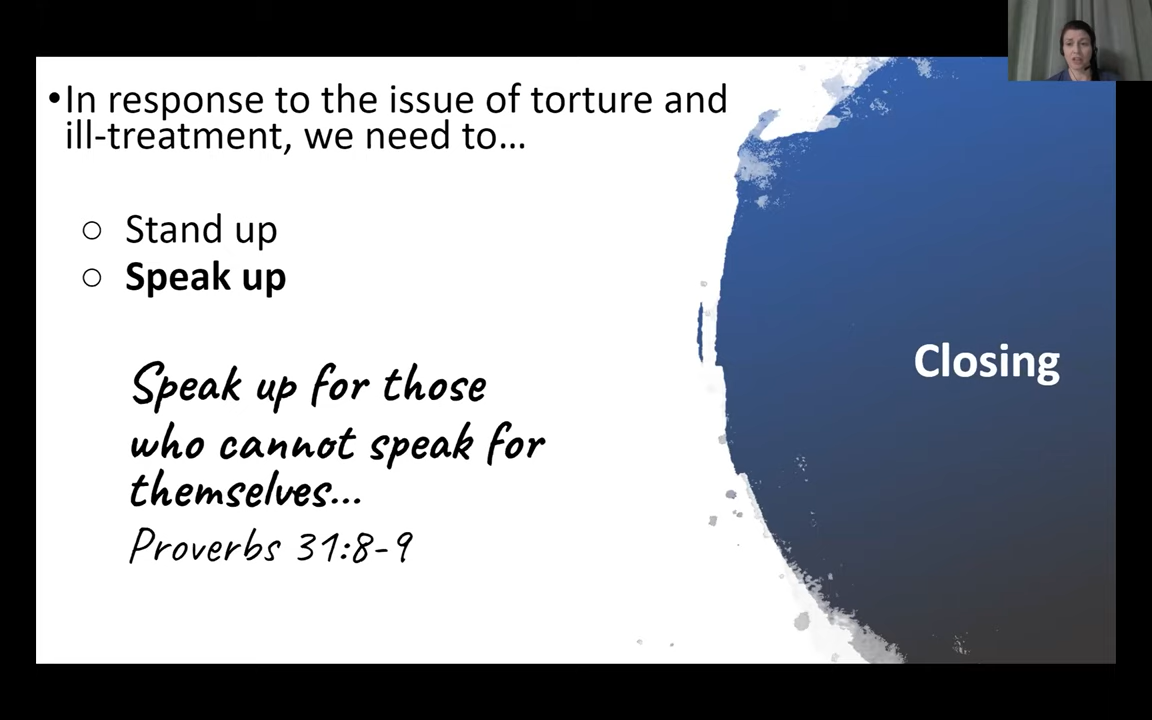 •In response to the issue of torture and
ill-treatment, we need to...
○ Stand up
○ Speak up
Speak up for those
who cannot speak for
themselves...
Proverbs 31:8-9
Closing